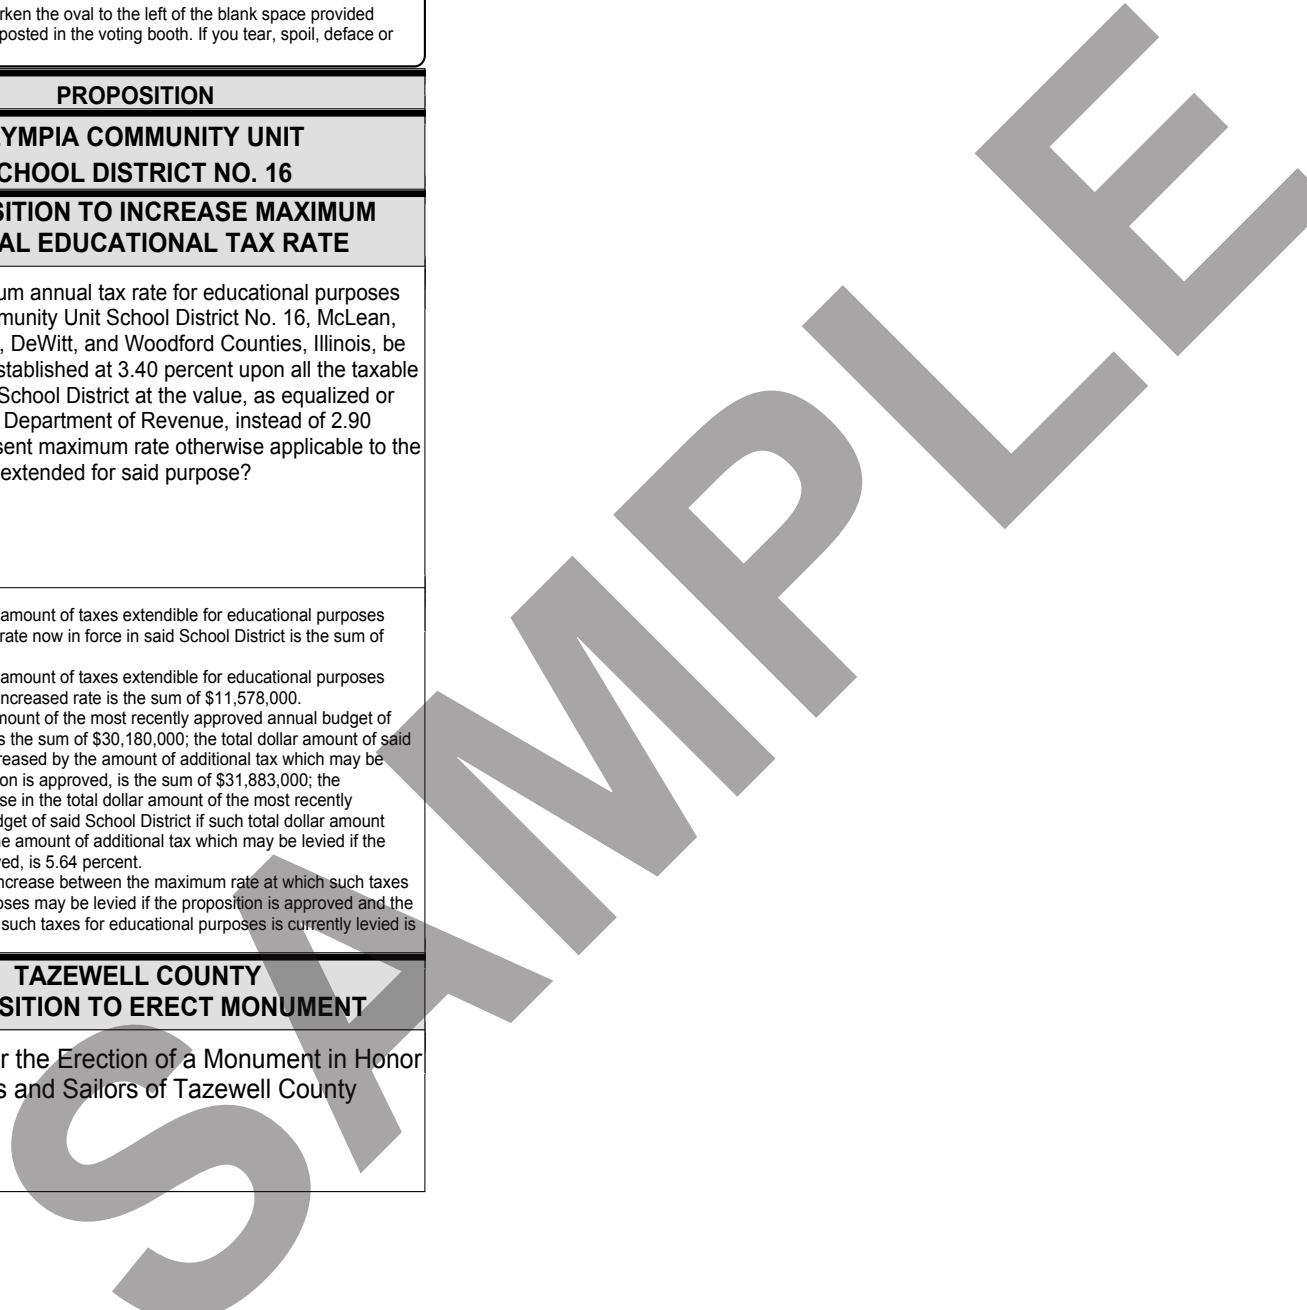 rken the oval to the left of the blank space provided
posted in the voting booth. If you tear, spoil, deface or
PROPOSITION
YMPIA COMMUNITY UNIT
CHOOL DISTRICT NO. 16
SITION TO INCREASE MAXIMUM
AL EDUCATIONAL TAX RATE
um annual tax rate for educational purposes
munity Unit School District No. 16, McLean,
, DeWitt, and Woodford Counties, Illinois, be
stablished at 3.40 percent upon all the taxable
School District at the value, as equalized or
Department of Revenue, instead of 2.90
sent maximum rate otherwise applicable to the
extended for said purpose?
amount of taxes extendible for educational purposes
rate now in force in said School District is the sum of
amount of taxes extendible for educational purposes
increased rate is the sum of $11,578,000.
mount of the most recently approved annual budget of
s the sum of $30,180,000; the total dollar amount of said
reased by the amount of additional tax which may be
on is approved, is the sum of $31,883,000; the
se in the total dollar amount of the most recently
dget of said School District if such total dollar amount
he amount of additional tax which may be levied if the
ved, is 5.64 percent.
ncrease between the maximum rate at which such taxes
oses may be levied if the proposition is approved and the
such taxes for educational purposes is currently levied is
TAZEWELL COUNTY
SITION TO ERECT MONUMENT
r the Erection of a Monument in Honor
s and Sailors of Tazewell County
SAMPLE